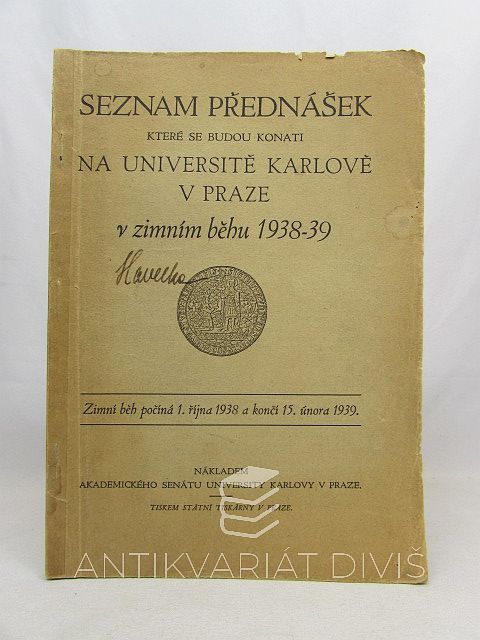 SEZNAM PŘEDNÁŠEK
KTERÉ SE BUDOU KONATI
NA UNIVERSITĚ KARLOVĚ
V PRAZE
v zimním běhu 1938-39
Havelka
Zimní běh počíná 1. října 1938 a končí 15. února 1939.
NÁKLADEM
AKADEMICKÉHO SENÁTU UNIVERSITY KARLOVY V PRAZE.
TISKEM STÁTNÍ TISKÁRNY V PRAZE.
ANTIKVARIÁT DIVIŠ